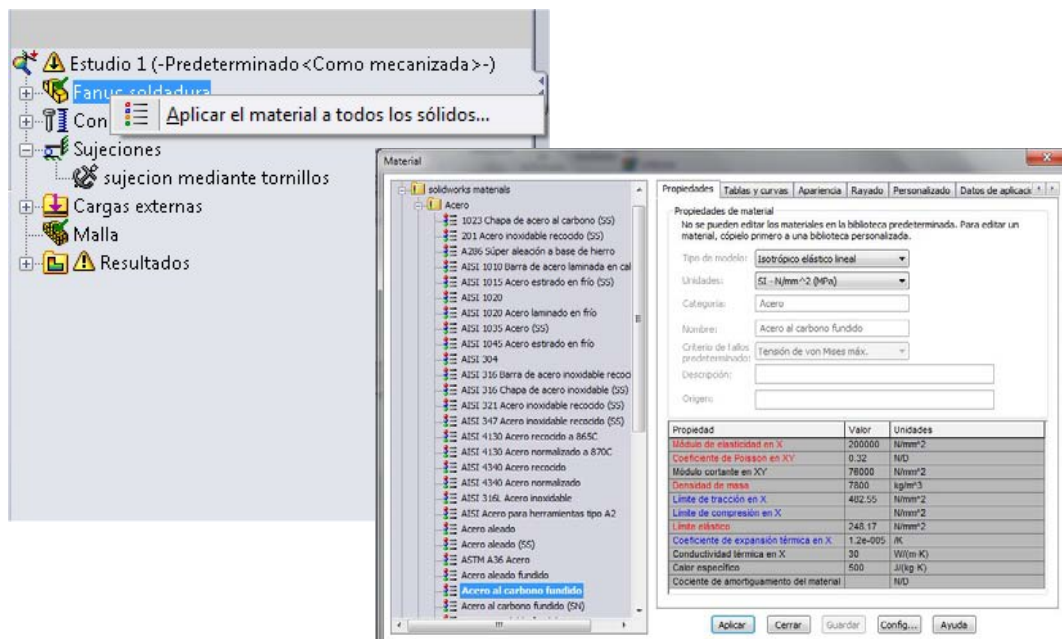 Estudio 1 (-Predeterminado<Como mecanizada>-)
Fanuc soldadura
Con
Aplicar el material a todos los sólidos...
Sujeciones
sujecion mediante tornillos
Cargas externas
Malla
Resultados
Material
solidworks materials
Acero
1023 Chapa de acero al carbono (SS)
201 Acero inoxidable recocido (SS)
A286 Súper aleación a base de hierro
AISI 1010 Barra de acero laminada en cal
AISI 1015 Acero estirado en frío (SS)
AISI 1020
AISI 1020 Acero laminado en frío
AISI 1035 Acero (SS)
AISI 1045 Acero estirado en frío
AISI 304
AISI 316 Barra de acero inoxidable recoci
AISI 316 Chapa de acero inoxidable (SS)
AISI 321 Acero inoxidable recocido (SS)
AISI 347 Acero inoxidable recocido (SS)
AISI 4130 Acero recocido a 865C
AISI 4130 Acero normalizado a 870C
AISI 4340 Acero recocido
AISI 4340 Acero normalizado
AISI 316L Acero inoxidable
AISI Acero para herramientas tipo A2
Acero aleado
Acero aleado (SS)
ASTM A36 Acero
Acero aleado fundido
Acero al carbono fundido
Acero al carbono fundido (SN)
Propiedades Tablas y curvas Apariencia Rayado Personalizado Datos de aplicaci
Propiedades de material
No se pueden editar los materiales en la biblioteca predeterminada. Para editar un
material, cópielo primero a una biblioteca personalizada.
Tipo de modelo: Isotrópico elástico lineal
Unidades: SI - N/mm^2 (MPa)
Categoría: Acero
Nombre: Acero al carbono fundido
Criterio de fallos
predeterminado: Tensión de von Mises máx.
Descripción:
Origen:
Propiedad Valor Unidades
Módulo de elasticidad en X 200000 N/mm^2
Coeficiente de Poisson en XY 0.32 N/D
Módulo cortante en XY 76000 N/mm^2
Densidad de masa 7800 kg/m^3
Límite de tracción en X 482.55 N/mm^2
Límite de compresión en X N/mm^2
Límite elástico 248.17 N/mm^2
Coeficiente de expansión térmica en X 1.2e-005 /K
Conductividad térmica en X 30 W/(m·K)
Calor específico 500 J/(kg·K)
Cociente de amortiguamiento del material N/D
Aplicar Cerrar Guardar Config... Ayuda